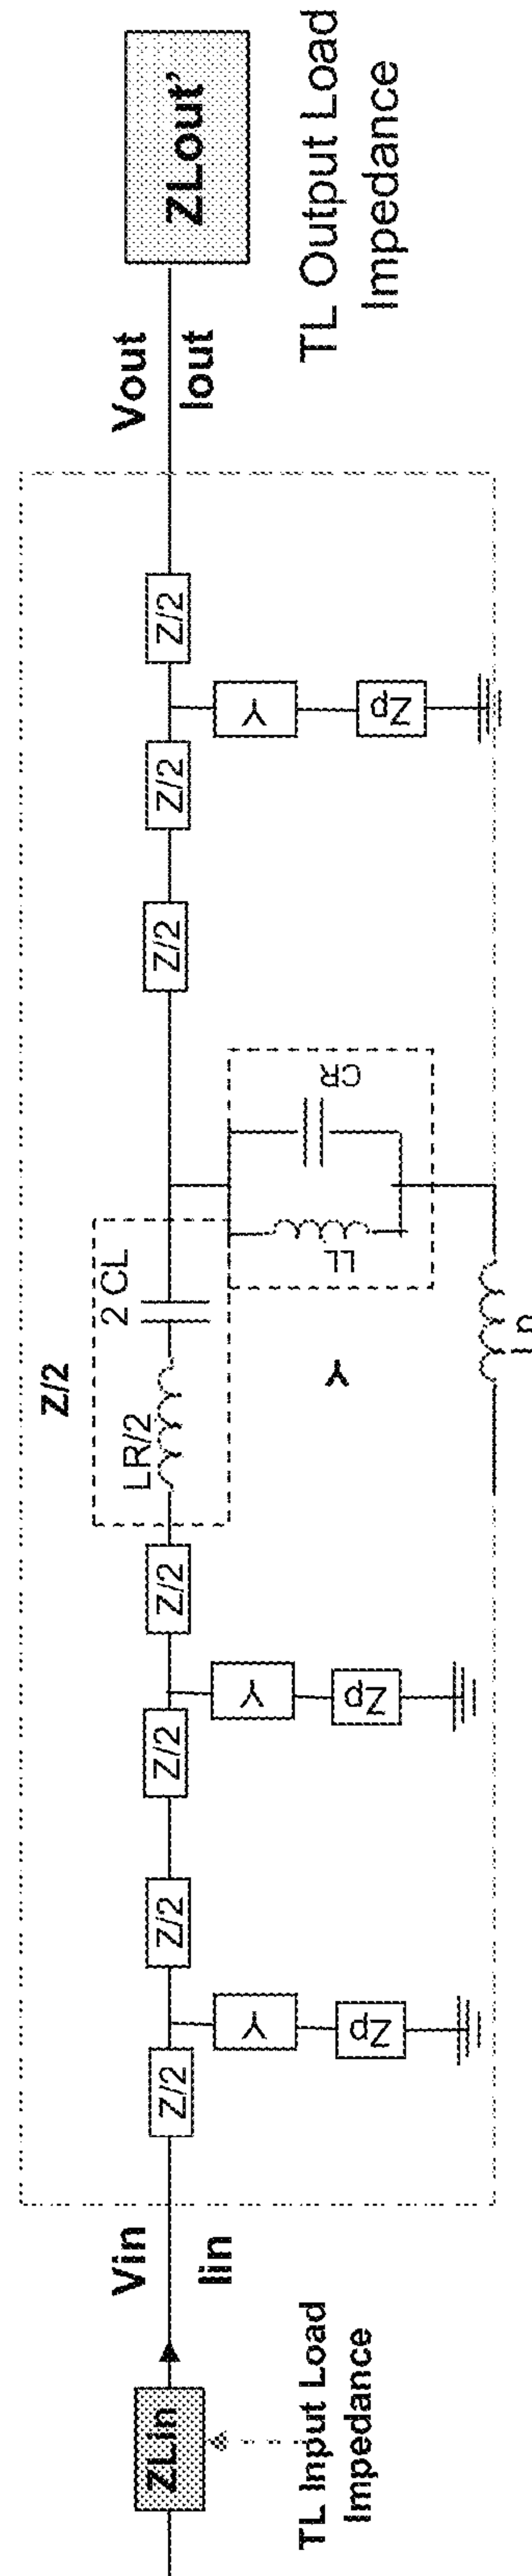 ZLin
TL Input Load
Impedance
Vin
Iin
Z/2
Y
Zp
Z/2
Z/2
Y
Zp
Z/2
Z/2
LR/2
2 CL
Y
LL
CR
Lp
Z/2
Z/2
Y
Zp
Z/2
Vout
Iout
ZLout'
TL Output Load
Impedance